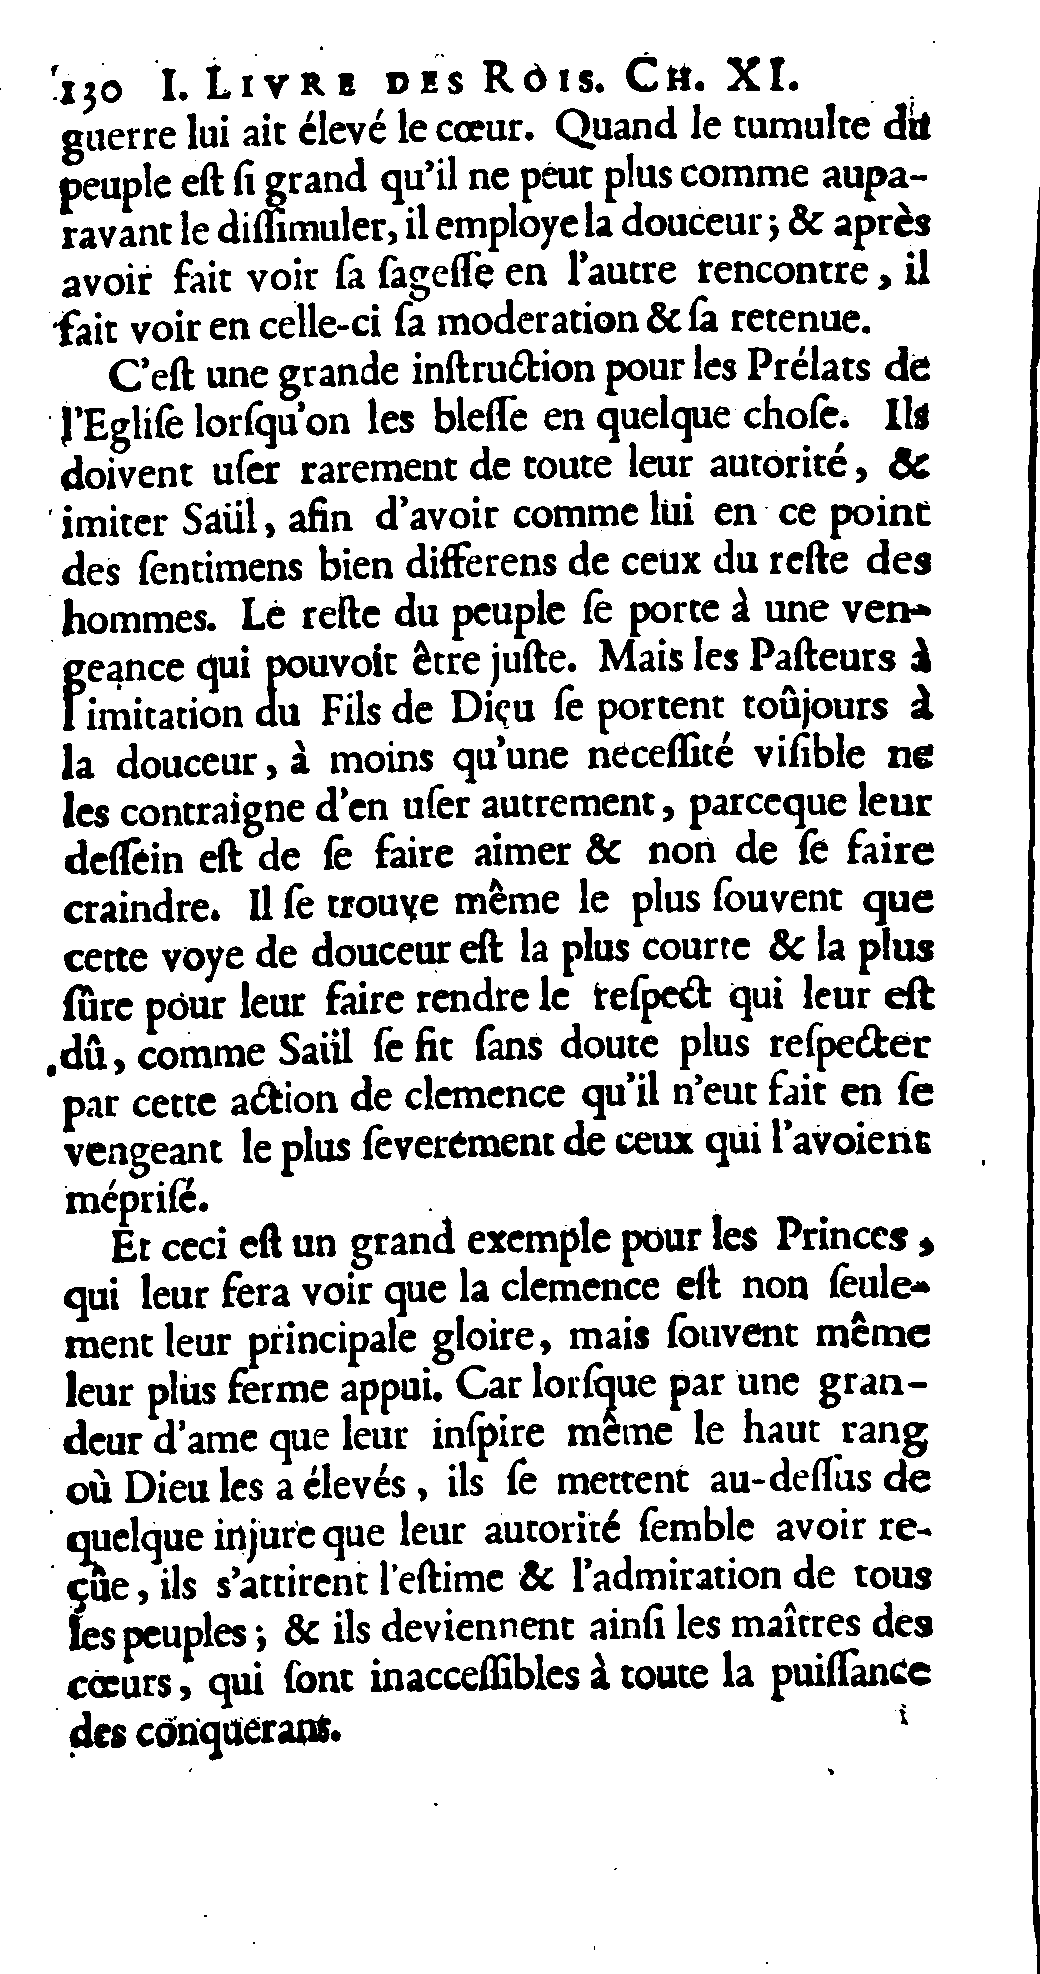 130 I. LIVRE DES ROIS. CH. XI.
guerre lui ait élevé le cœur. Quand le tumulte du
peuple eſt ſi grand qu'il ne peut plus comme aupa-
ravant le diſſimuler, il employe la douceur; & après
avoir fait voir ſa ſageſſe en l'autre rencontre, il
fait voir en celle-ci ſa moderation & ſa retenue.
C'eſt une grande inſtruction pour les Prélats de
l'Egliſe lorſqu'on les bleſſe en quelque choſe. Ils
doivent uſer rarement de toute leur autorité, &
imiter Saül, afin d'avoir comme lui en ce point
des ſentimens bien differens de ceux du reſte des
hommes. Le reſte du peuple ſe porte à une ven-
geance qui pouvoit être juſte. Mais les Paſteurs à
l'imitation du Fils de Dieu ſe portent toûjours à
la douceur, à moins qu'une neceſſité viſible ne
les contraigne d'en uſer autrement, parceque leur
deſſein eſt de ſe faire aimer & non de ſe faire
craindre. Il ſe trouve même le plus ſouvent que
cette voye de douceur eſt la plus courte & la plus
ſûre pour leur faire rendre le reſpect qui leur eſt
dû, comme Saül ſe fit ſans doute plus reſpecter
par cette action de clemence qu'il n'eut fait en ſe
vengeant le plus ſeverement de ceux qui l'avoient
mépriſé.
Et ceci eſt un grand exemple pour les Princes,
qui leur fera voir que la clemence eſt non ſeule-
ment leur principale gloire, mais ſouvent même
leur plus ferme appui. Car lorſque par une gran-
deur d'ame que leur inſpire même le haut rang
où Dieu les a élevés, ils ſe mettent au-deſſus de
quelque injure que leur autorité ſemble avoir re-
çûe, ils s'attirent l'eſtime & l'admiration de tous
les peuples; & ils deviennent ainſi les maîtres des
cœurs, qui ſont inacceſſibles à toute la puiſſance
des conquerans.